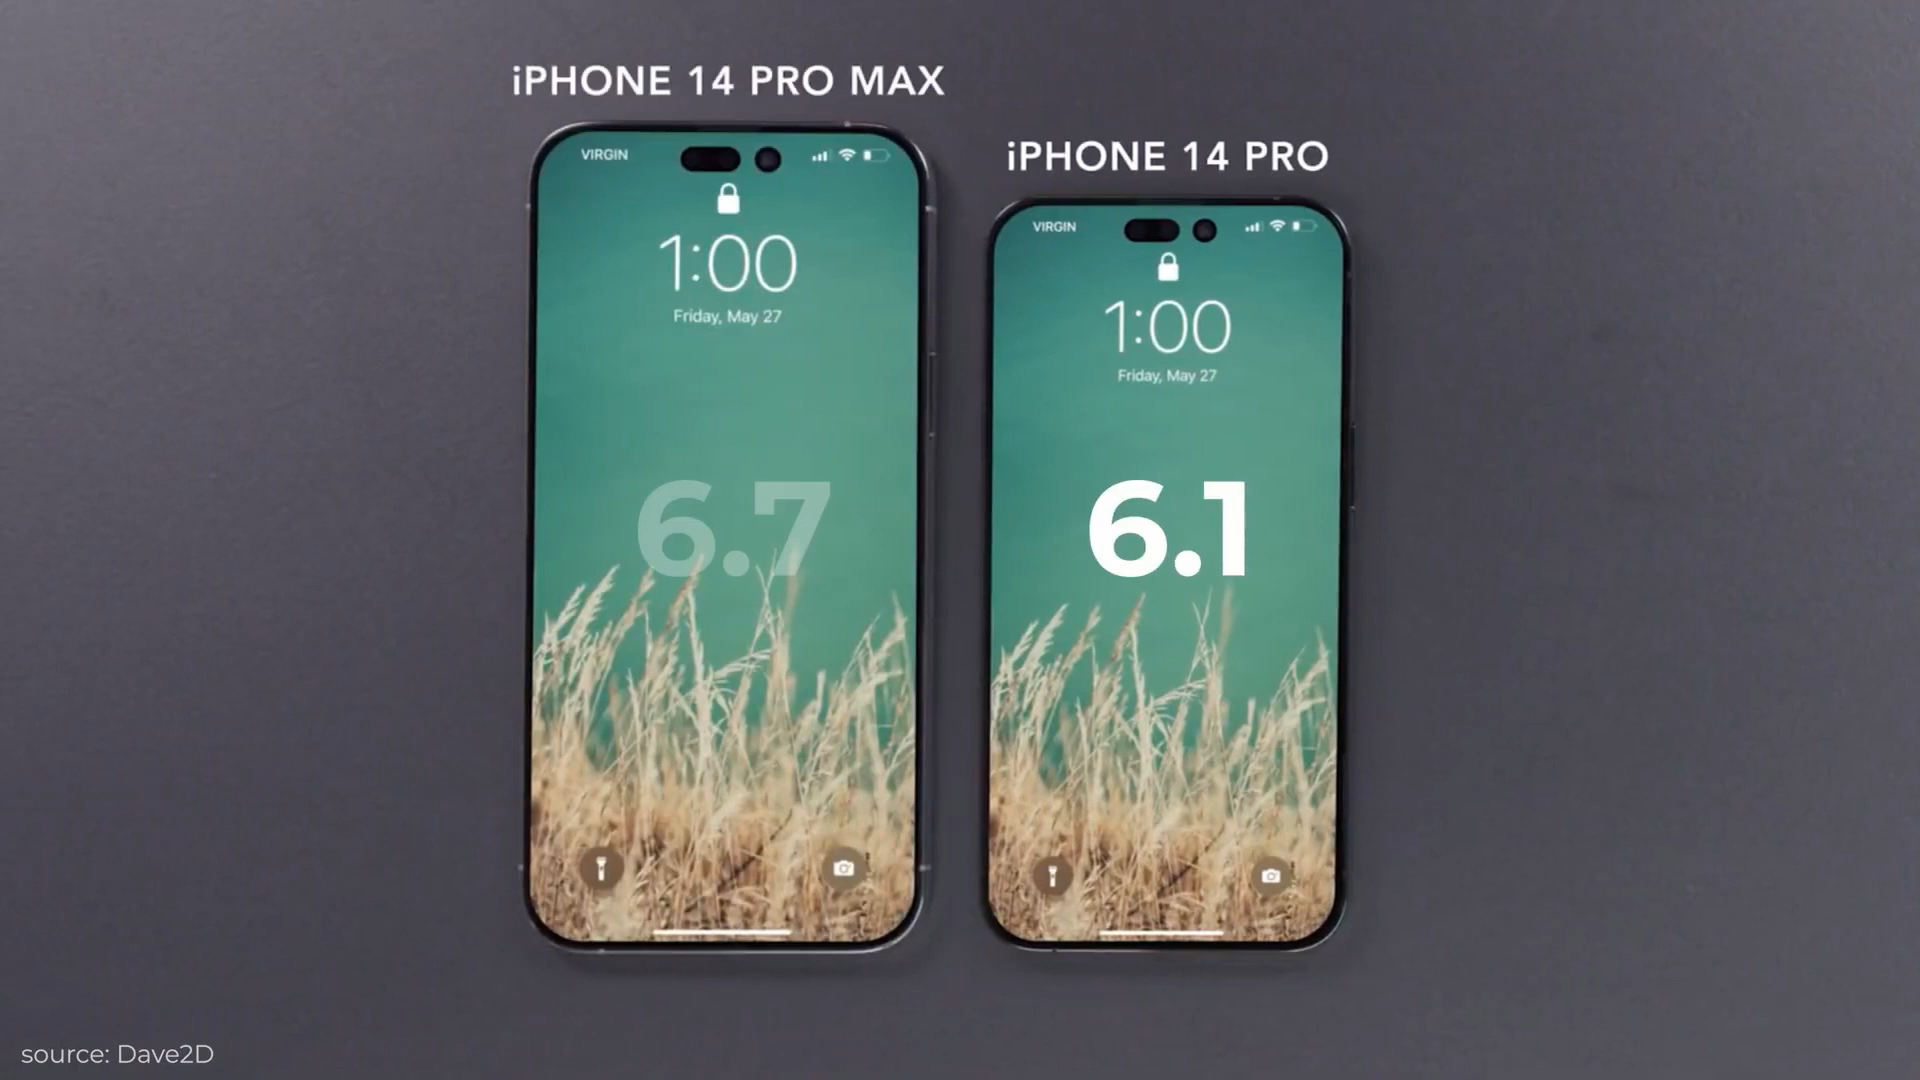 iPHONE 14 PRO MAX
VIRGIN
1:00
Friday, May 27
6.7
iPHONE 14 PRO
VIRGIN
1:00
Friday, May 27
6.1
source: Dave2D